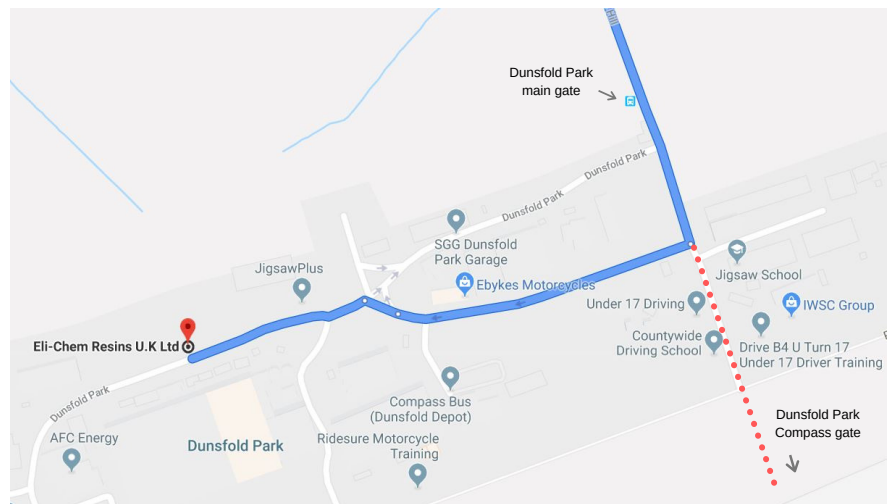 Dunsfold Park
main gate
Dunsfold Park
Dunsfold Park
SGG Dunsfold
Park Garage
JigsawPlus
Jigsaw School
Ebykes Motorcycles
Under 17 Driving
IWSC Group
Eli-Chem Resins U.K Ltd
Countywide
Driving School
Drive B4 U Turn 17
Under 17 Driver Training
Dunsfold Park
Compass Bus
(Dunsfold Depot)
Dunsfold Park
Compass gate
AFC Energy
Dunsfold Park
Ridesure Motorcycle
Training